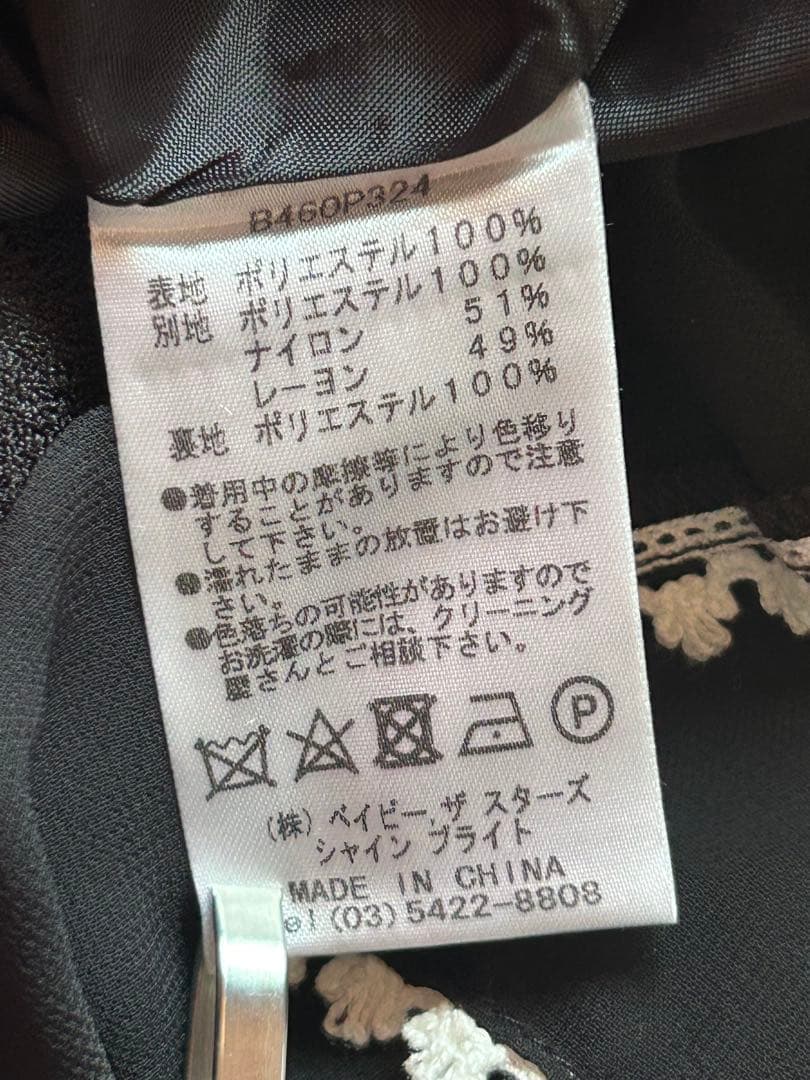 B460P324
表地 ポリエステル100%
別地 ポリエステル100%
ナイロン 51%
レーヨン 49%
裏地 ポリエステル100%
●着用中の摩擦等により色移り
することがありますので注意
して下さい。
●濡れたままの放置はお避け下
さい。
●色落ちの可能性がありますので
お洗濯の際には、クリーニング
屋さんとご相談下さい。
P
(株) ベイビー,ザ スターズ
シャイン ブライト
MADE IN CHINA
el (03)5422-8808